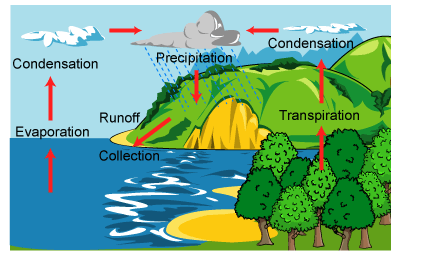 Condensation
Precipitation
Condensation
Runoff
Transpiration
Evaporation
Collection